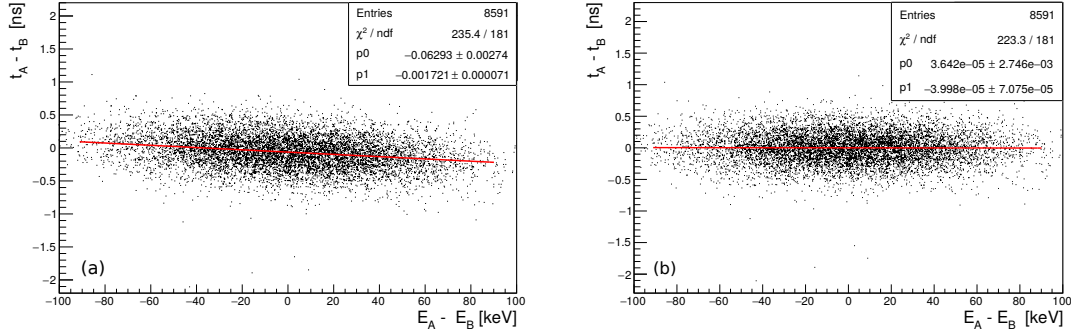 t_A - t_B [ns]
Entries 8591
χ² / ndf 235.4 / 181
p0 −0.06293 ± 0.00274
p1 −0.001721 ± 0.000071
2
1.5
1
0.5
0
−0.5
−1
−1.5
−2
(a)
−100 −80 −60 −40 −20 0 20 40 60 80 100
E_A - E_B [keV]
t_A - t_B [ns]
Entries 8591
χ² / ndf 223.3 / 181
p0 3.642e−05 ± 2.746e−03
p1 −3.998e−05 ± 7.075e−05
2
1.5
1
0.5
0
−0.5
−1
−1.5
−2
(b)
−100 −80 −60 −40 −20 0 20 40 60 80 100
E_A - E_B [keV]